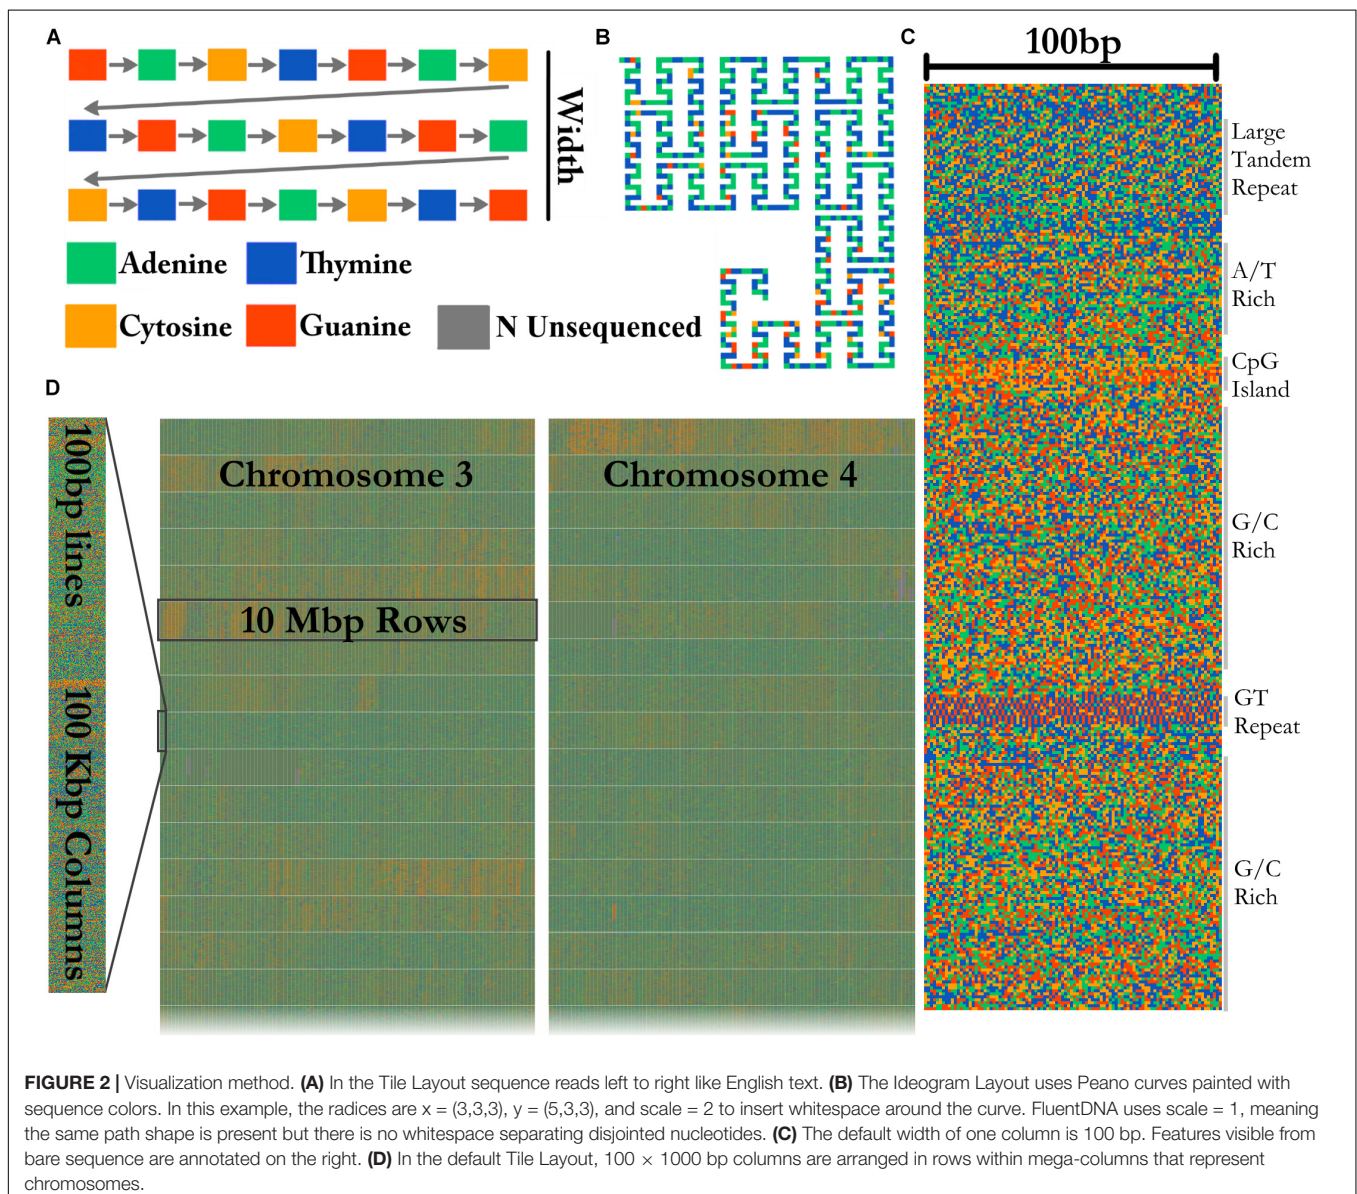 A
B
C
100bp
Width
Adenine
Thymine
Cytosine
Guanine
N Unsequenced
Large
Tandem
Repeat
A/T
Rich
CpG
Island
G/C
Rich
GT
Repeat
G/C
Rich
D
100bp lines
100 Kbp Columns
Chromosome 3
Chromosome 4
10 Mbp Rows
FIGURE 2 | Visualization method. (A) In the Tile Layout sequence reads left to right like English text. (B) The Ideogram Layout uses Peano curves painted with
sequence colors. In this example, the radices are x = (3,3,3), y = (5,3,3), and scale = 2 to insert whitespace around the curve. FluentDNA uses scale = 1, meaning
the same path shape is present but there is no whitespace separating disjointed nucleotides. (C) The default width of one column is 100 bp. Features visible from
bare sequence are annotated on the right. (D) In the default Tile Layout, 100 × 1000 bp columns are arranged in rows within mega-columns that represent
chromosomes.